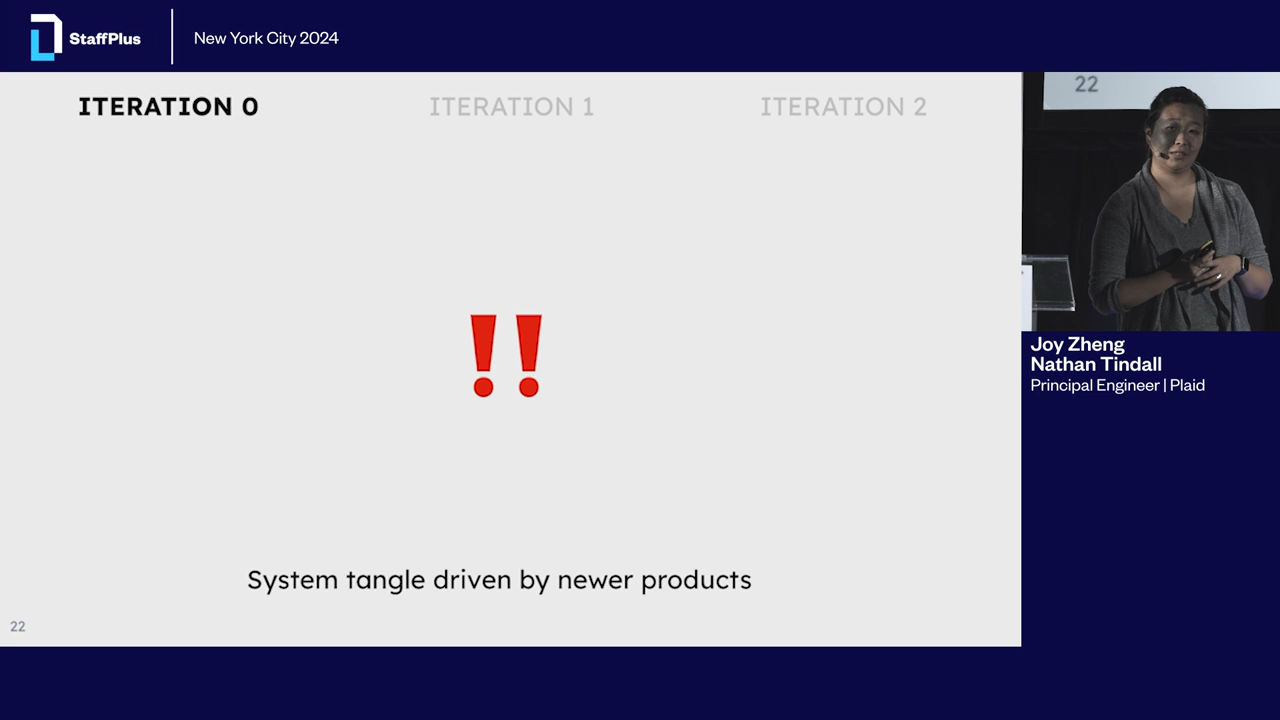 StaffPlus
New York City 2024
ITERATION 0
ITERATION 1
ITERATION 2
22
!!
System tangle driven by newer products
22
Joy Zheng
Nathan Tindall
Principal Engineer | Plaid